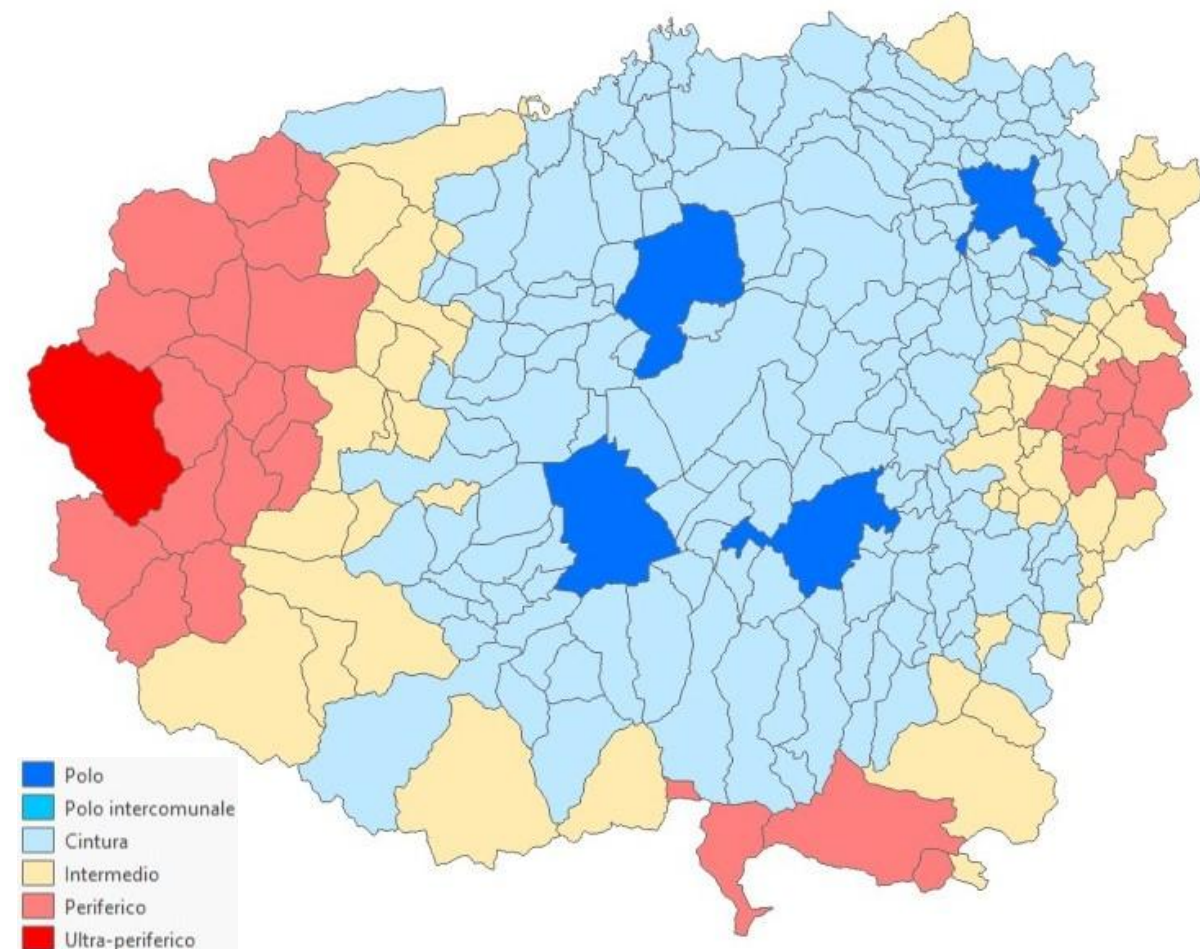 Polo
Polo intercomunale
Cintura
Intermedio
Periferico
Ultra-periferico